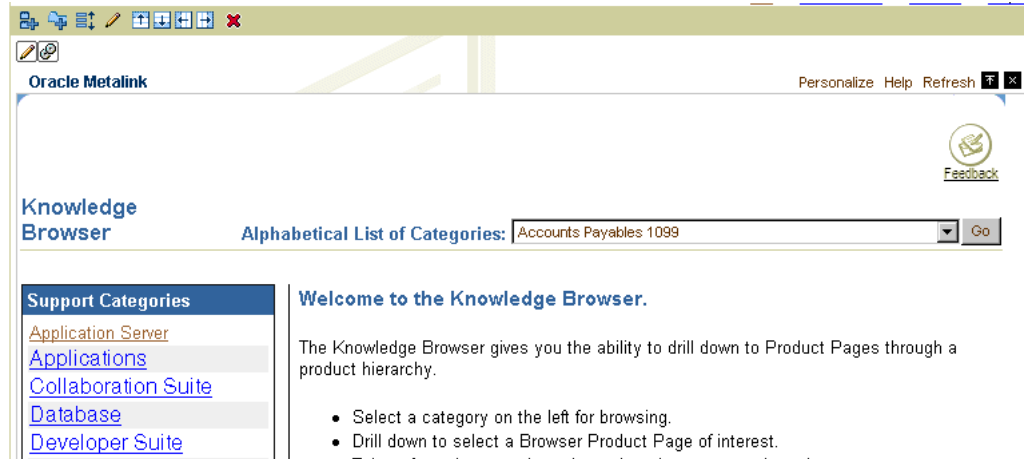 Oracle Metalink
Personalize Help Refresh
Feedback
Knowledge
Browser
Alphabetical List of Categories: Accounts Payables 1099 Go
Support Categories
Application Server
Applications
Collaboration Suite
Database
Developer Suite
Welcome to the Knowledge Browser.
The Knowledge Browser gives you the ability to drill down to Product Pages through a
product hierarchy.
• Select a category on the left for browsing.
• Drill down to select a Browser Product Page of interest.